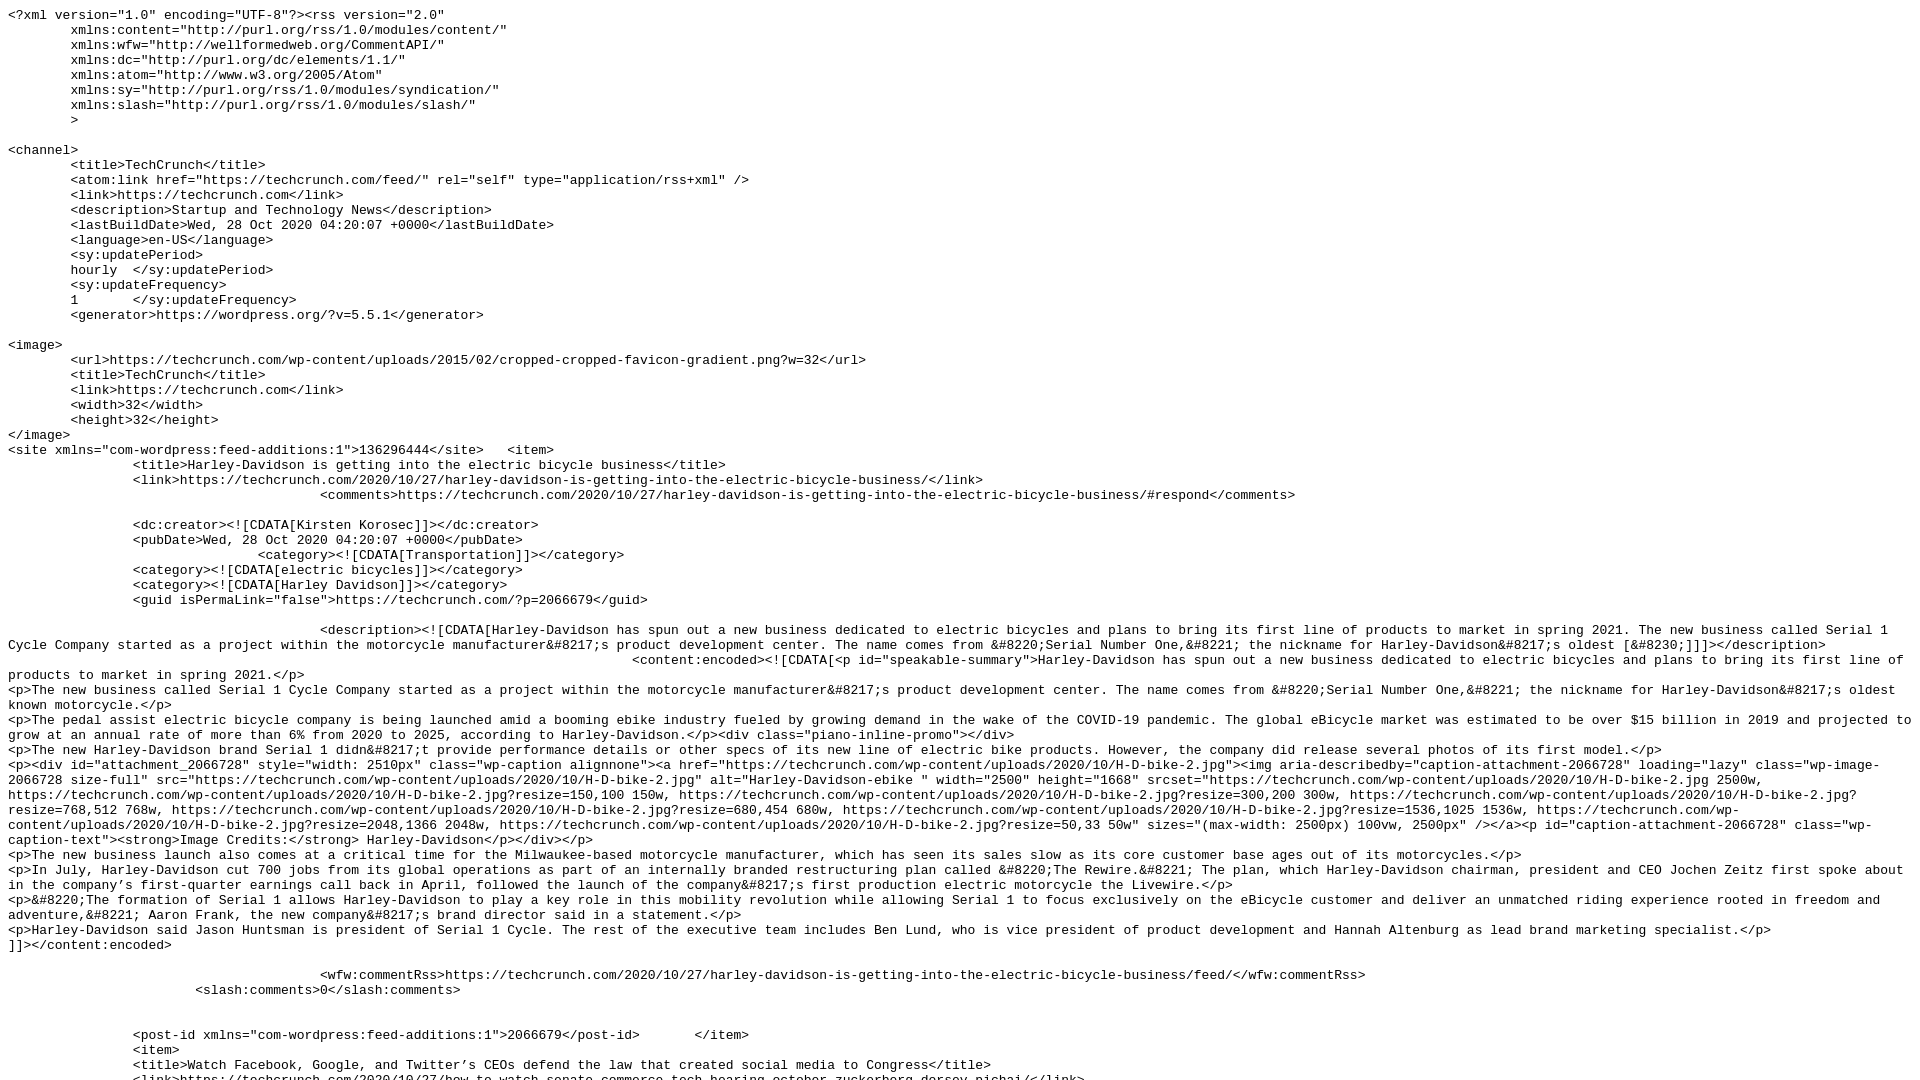 <?xml version="1.0" encoding="UTF-8"?><rss version="2.0"
xmlns:content="http://purl.org/rss/1.0/modules/content/"
xmlns:wfw="http://wellformedweb.org/CommentAPI/"
xmlns:dc="http://purl.org/dc/elements/1.1/"
xmlns:atom="http://www.w3.org/2005/Atom"
xmlns:sy="http://purl.org/rss/1.0/modules/syndication/"
xmlns:slash="http://purl.org/rss/1.0/modules/slash/"
>
<channel>
<title>TechCrunch</title>
<atom:link href="https://techcrunch.com/feed/" rel="self" type="application/rss+xml" />
<link>https://techcrunch.com</link>
<description>Startup and Technology News</description>
<lastBuildDate>Wed, 28 Oct 2020 04:20:07 +0000</lastBuildDate>
<language>en-US</language>
<sy:updatePeriod>
hourly  </sy:updatePeriod>
<sy:updateFrequency>
1       </sy:updateFrequency>
<generator>https://wordpress.org/?v=5.5.1</generator>
<image>
<url>https://techcrunch.com/wp-content/uploads/2015/02/cropped-cropped-favicon-gradient.png?w=32</url>
<title>TechCrunch</title>
<link>https://techcrunch.com</link>
<width>32</width>
<height>32</height>
</image>
<site xmlns="com-wordpress:feed-additions:1">136296444</site>   <item>
<title>Harley-Davidson is getting into the electric bicycle business</title>
<link>https://techcrunch.com/2020/10/27/harley-davidson-is-getting-into-the-electric-bicycle-business/</link>
<comments>https://techcrunch.com/2020/10/27/harley-davidson-is-getting-into-the-electric-bicycle-business/#respond</comments>
<dc:creator><![CDATA[Kirsten Korosec]]></dc:creator>
<pubDate>Wed, 28 Oct 2020 04:20:07 +0000</pubDate>
<category><![CDATA[Transportation]]></category>
<category><![CDATA[electric bicycles]]></category>
<category><![CDATA[Harley Davidson]]></category>
<guid isPermaLink="false">https://techcrunch.com/?p=2066679</guid>
<description><![CDATA[Harley-Davidson has spun out a new business dedicated to electric bicycles and plans to bring its first line of products to market in spring 2021. The new business called Serial 1
Cycle Company started as a project within the motorcycle manufacturer&#8217;s product development center. The name comes from &#8220;Serial Number One,&#8221; the nickname for Harley-Davidson&#8217;s oldest [&#8230;]]]></description>
<content:encoded><![CDATA[<p id="speakable-summary">Harley-Davidson has spun out a new business dedicated to electric bicycles and plans to bring its first line of
products to market in spring 2021.</p>
<p>The new business called Serial 1 Cycle Company started as a project within the motorcycle manufacturer&#8217;s product development center. The name comes from &#8220;Serial Number One,&#8221; the nickname for Harley-Davidson&#8217;s oldest
known motorcycle.</p>
<p>The pedal assist electric bicycle company is being launched amid a booming ebike industry fueled by growing demand in the wake of the COVID-19 pandemic. The global eBicycle market was estimated to be over $15 billion in 2019 and projected to
grow at an annual rate of more than 6% from 2020 to 2025, according to Harley-Davidson.</p><div class="piano-inline-promo"></div>
<p>The new Harley-Davidson brand Serial 1 didn&#8217;t provide performance details or other specs of its new line of electric bike products. However, the company did release several photos of its first model.</p>
<p><div id="attachment_2066728" style="width: 2510px" class="wp-caption alignnone"><a href="https://techcrunch.com/wp-content/uploads/2020/10/H-D-bike-2.jpg"><img aria-describedby="caption-attachment-2066728" loading="lazy" class="wp-image-
2066728 size-full" src="https://techcrunch.com/wp-content/uploads/2020/10/H-D-bike-2.jpg" alt="Harley-Davidson-ebike " width="2500" height="1668" srcset="https://techcrunch.com/wp-content/uploads/2020/10/H-D-bike-2.jpg 2500w,
https://techcrunch.com/wp-content/uploads/2020/10/H-D-bike-2.jpg?resize=150,100 150w, https://techcrunch.com/wp-content/uploads/2020/10/H-D-bike-2.jpg?resize=300,200 300w, https://techcrunch.com/wp-content/uploads/2020/10/H-D-bike-2.jpg?
resize=768,512 768w, https://techcrunch.com/wp-content/uploads/2020/10/H-D-bike-2.jpg?resize=680,454 680w, https://techcrunch.com/wp-content/uploads/2020/10/H-D-bike-2.jpg?resize=1536,1025 1536w, https://techcrunch.com/wp-
content/uploads/2020/10/H-D-bike-2.jpg?resize=2048,1366 2048w, https://techcrunch.com/wp-content/uploads/2020/10/H-D-bike-2.jpg?resize=50,33 50w" sizes="(max-width: 2500px) 100vw, 2500px" /></a><p id="caption-attachment-2066728" class="wp-
caption-text"><strong>Image Credits:</strong> Harley-Davidson</p></div></p>
<p>The new business launch also comes at a critical time for the Milwaukee-based motorcycle manufacturer, which has seen its sales slow as its core customer base ages out of its motorcycles.</p>
<p>In July, Harley-Davidson cut 700 jobs from its global operations as part of an internally branded restructuring plan called &#8220;The Rewire.&#8221; The plan, which Harley-Davidson chairman, president and CEO Jochen Zeitz first spoke about
in the company’s first-quarter earnings call back in April, followed the launch of the company&#8217;s first production electric motorcycle the Livewire.</p>
<p>&#8220;The formation of Serial 1 allows Harley-Davidson to play a key role in this mobility revolution while allowing Serial 1 to focus exclusively on the eBicycle customer and deliver an unmatched riding experience rooted in freedom and
adventure,&#8221; Aaron Frank, the new company&#8217;s brand director said in a statement.</p>
<p>Harley-Davidson said Jason Huntsman is president of Serial 1 Cycle. The rest of the executive team includes Ben Lund, who is vice president of product development and Hannah Altenburg as lead brand marketing specialist.</p>
]]></content:encoded>
<wfw:commentRss>https://techcrunch.com/2020/10/27/harley-davidson-is-getting-into-the-electric-bicycle-business/feed/</wfw:commentRss>
<slash:comments>0</slash:comments>
<post-id xmlns="com-wordpress:feed-additions:1">2066679</post-id>       </item>
<item>
<title>Watch Facebook, Google, and Twitter’s CEOs defend the law that created social media to Congress</title>
<link>https://techcrunch.com/2020/10/27/how-to-watch-senate-commerce-tech-hearing-october-zuckerberg-dorsey-pichai/</link>